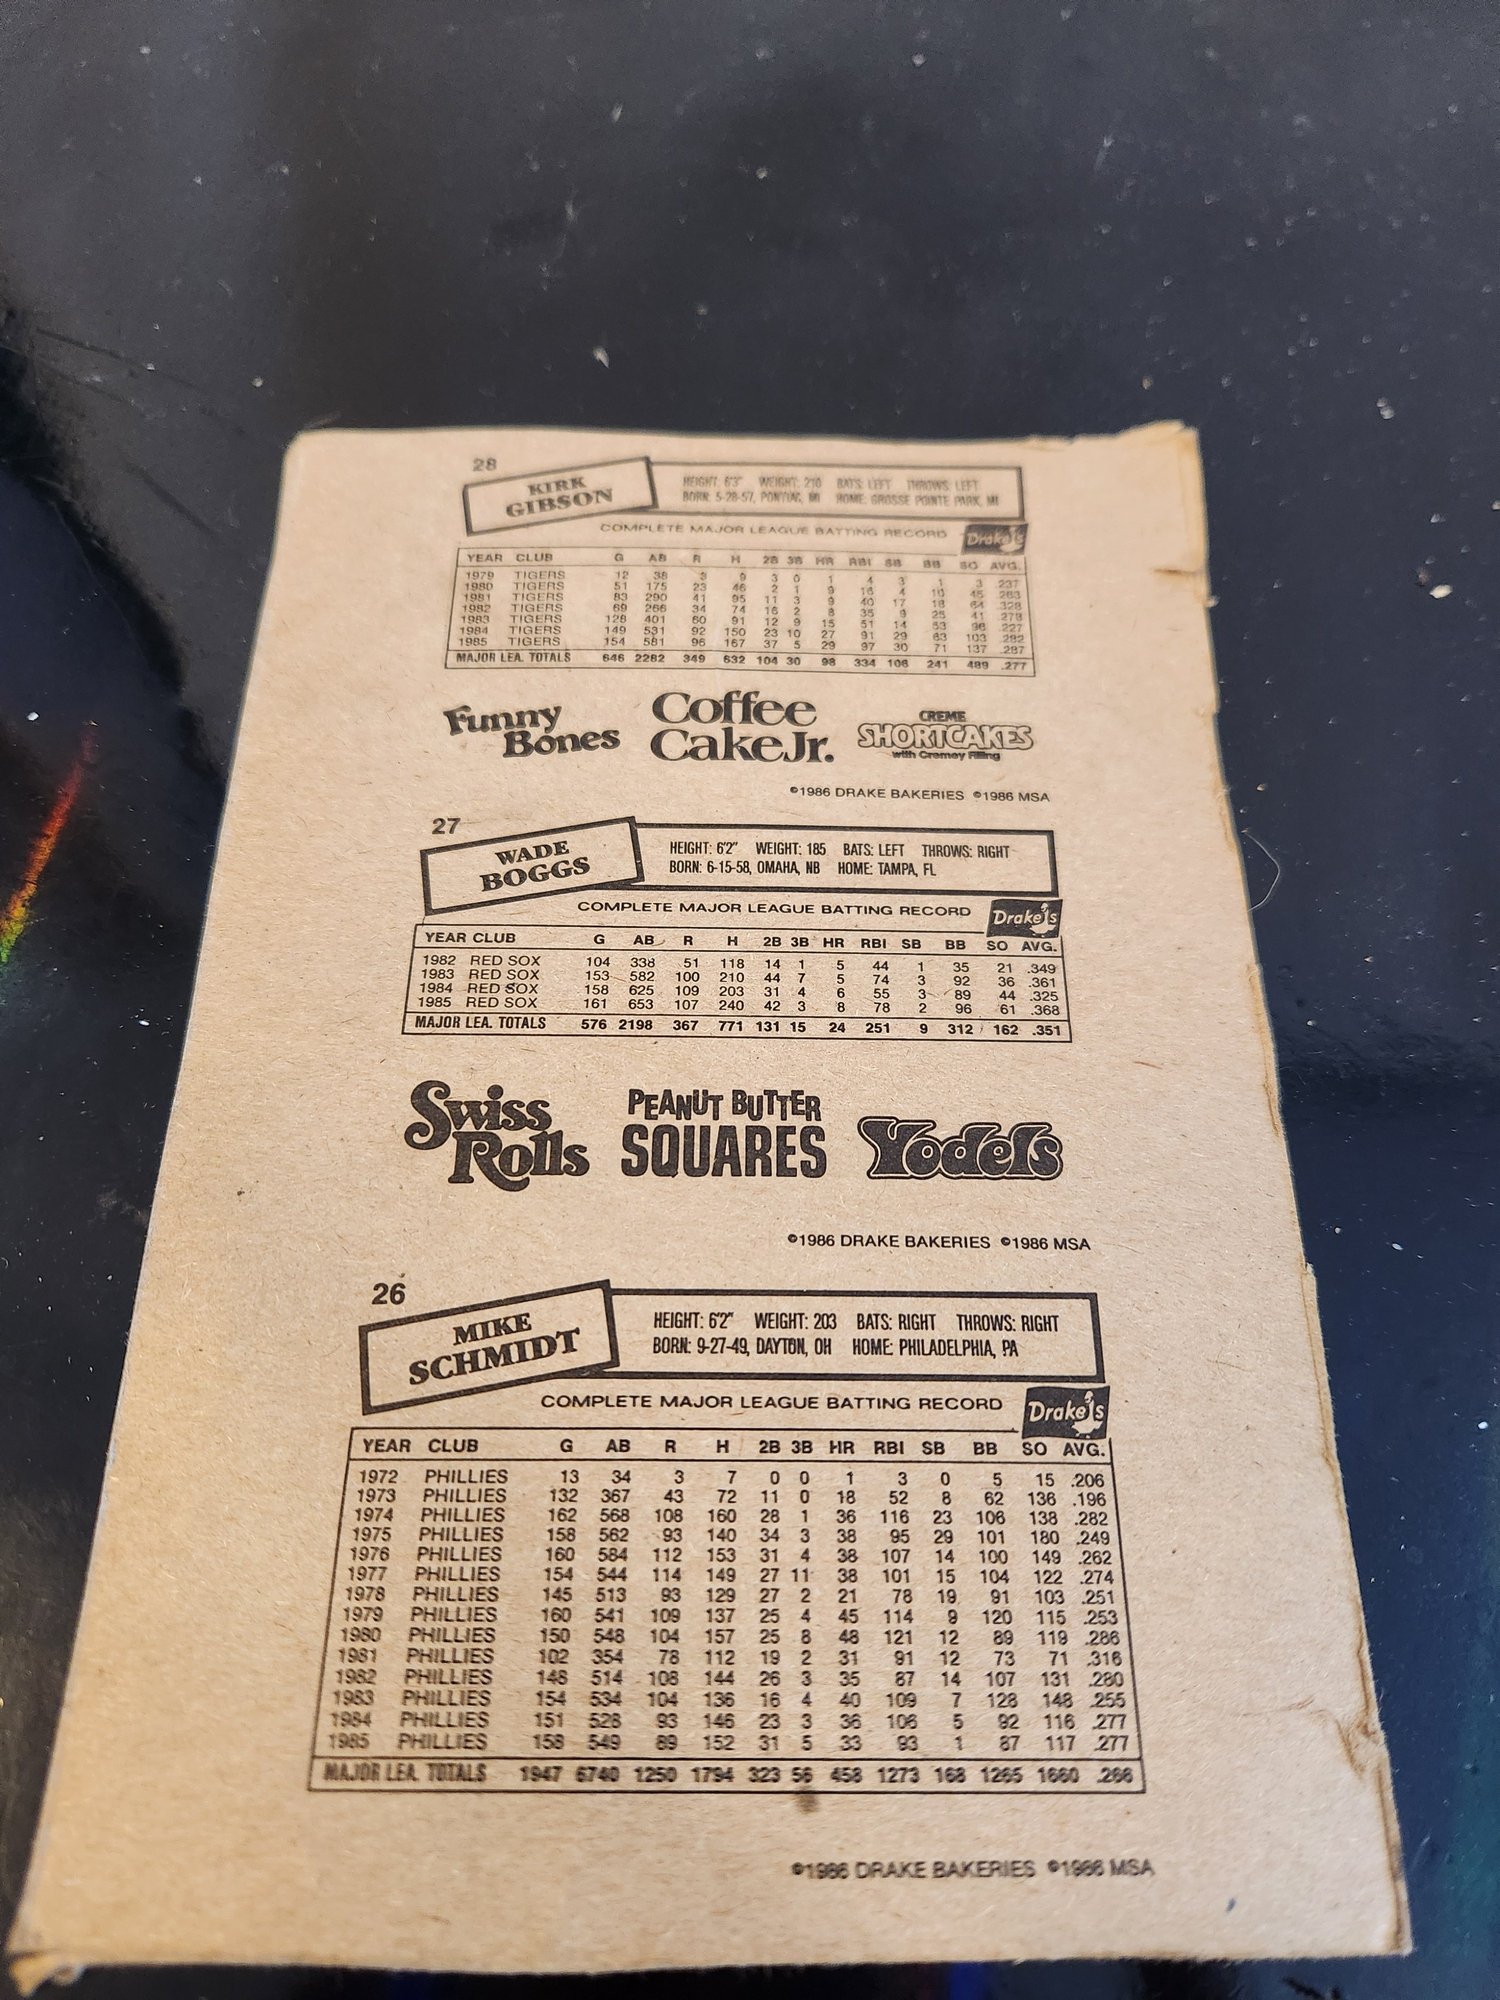 28
KIRK
GIBSON
HEIGHT: 6'3" WEIGHT: 210 BATS: LEFT THROWS: LEFT
BORN: 5-28-57, PONTIAC, MI HOME: GROSSE POINTE PARK, MI
COMPLETE MAJOR LEAGUE BATTING RECORD
Drake's
YEAR CLUB G AB R H 2B 3B HR RBI SB BB SO AVG.
1979 TIGERS 12 38 3 9 3 0 1 4 3 1 3 .237
1980 TIGERS 51 175 23 46 2 1 9 16 4 10 45 .263
1981 TIGERS 83 290 41 95 11 3 9 40 17 18 64 .328
1982 TIGERS 69 266 34 74 16 2 8 35 9 25 41 .278
1983 TIGERS 128 401 60 91 12 9 15 51 14 53 96 .227
1984 TIGERS 149 531 92 150 23 10 27 91 29 63 103 .282
1985 TIGERS 154 581 96 167 37 5 29 97 30 71 137 .287
MAJOR LEA. TOTALS 646 2282 349 632 104 30 98 334 106 241 489 .277
Funny
Bones
Coffee
Cake Jr.
CREME
SHORTCAKES
with Cremey Filling
©1986 DRAKE BAKERIES ©1986 MSA
27
WADE
BOGGS
HEIGHT: 6'2" WEIGHT: 185 BATS: LEFT THROWS: RIGHT
BORN: 6-15-58, OMAHA, NB HOME: TAMPA, FL
COMPLETE MAJOR LEAGUE BATTING RECORD
Drake's
YEAR CLUB G AB R H 2B 3B HR RBI SB BB SO AVG.
1982 RED SOX 104 338 51 118 14 1 5 44 1 35 21 .349
1983 RED SOX 153 582 100 210 44 7 5 74 3 92 36 .361
1984 RED SOX 158 625 109 203 31 4 6 55 3 89 44 .325
1985 RED SOX 161 653 107 240 42 3 8 78 2 96 61 .368
MAJOR LEA. TOTALS 576 2198 367 771 131 15 24 251 9 312 162 .351
Swiss
Rolls
PEANUT BUTTER
SQUARES
Yodels
©1986 DRAKE BAKERIES ©1986 MSA
26
MIKE
SCHMIDT
HEIGHT: 6'2" WEIGHT: 203 BATS: RIGHT THROWS: RIGHT
BORN: 9-27-49, DAYTON, OH HOME: PHILADELPHIA, PA
COMPLETE MAJOR LEAGUE BATTING RECORD
Drake's
YEAR CLUB G AB R H 2B 3B HR RBI SB BB SO AVG.
1972 PHILLIES 13 34 3 7 0 0 1 3 0 5 15 .206
1973 PHILLIES 132 367 43 72 11 0 18 52 8 62 136 .196
1974 PHILLIES 162 568 108 160 28 1 36 116 23 106 138 .282
1975 PHILLIES 158 562 93 140 34 3 38 95 29 101 180 .249
1976 PHILLIES 160 584 112 153 31 4 38 107 14 100 149 .262
1977 PHILLIES 154 544 114 149 27 11 38 101 15 104 122 .274
1978 PHILLIES 145 513 93 129 27 2 21 78 19 91 103 .251
1979 PHILLIES 160 541 109 137 25 4 45 114 9 120 115 .253
1980 PHILLIES 150 548 104 157 25 8 48 121 12 89 119 .286
1981 PHILLIES 102 354 78 112 19 2 31 91 12 73 71 .316
1982 PHILLIES 148 514 108 144 26 3 35 87 14 107 131 .280
1983 PHILLIES 154 534 104 136 16 4 40 109 7 128 148 .255
1984 PHILLIES 151 528 93 146 23 3 36 106 5 92 116 .277
1985 PHILLIES 158 549 89 152 31 5 33 93 1 87 117 .277
MAJOR LEA. TOTALS 1947 6740 1250 1794 323 56 458 1273 168 1265 1660 .266
©1986 DRAKE BAKERIES ©1986 MSA